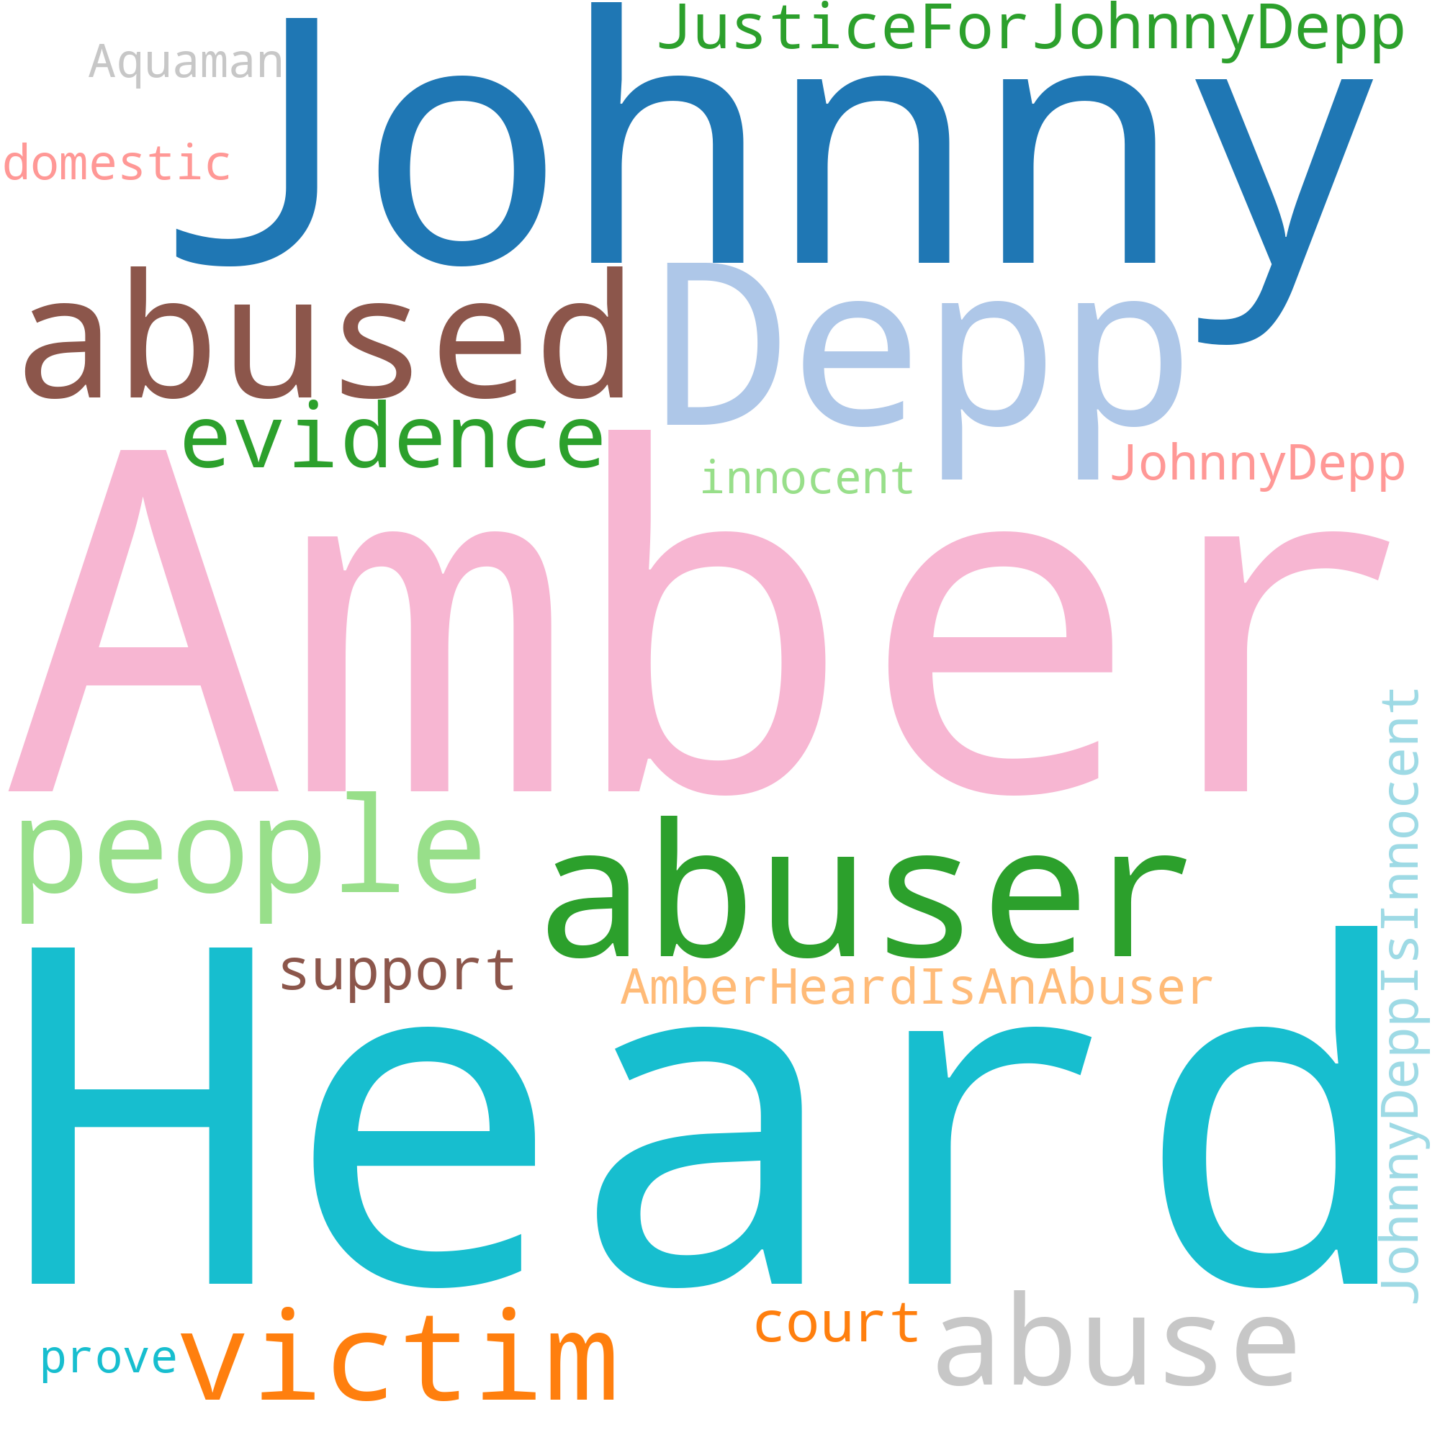 JusticeForJohnnyDepp
Aquaman
Johnny
domestic
abused
Depp
evidence
innocent
JohnnyDepp
Amber
people
abuser
JohnnyDeppIsInnocent
support
AmberHeardIsAnAbuser
Heard
prove
victim
court
abuse